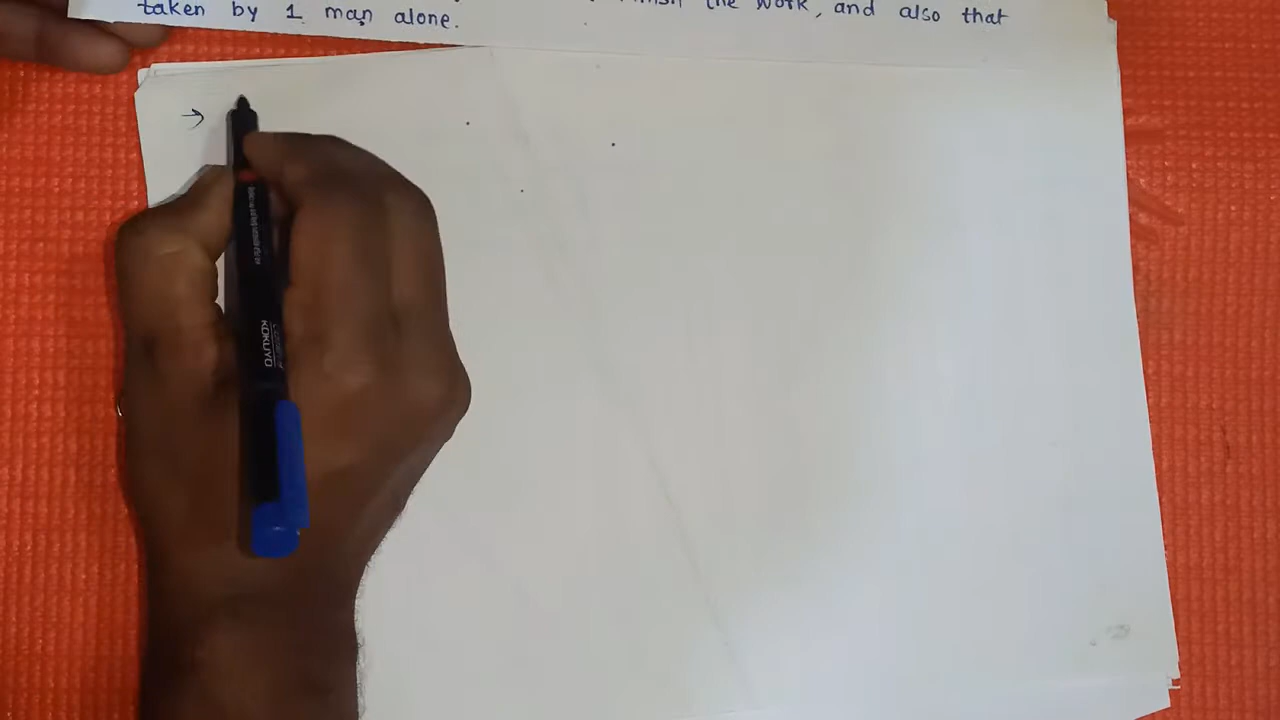 the work, and also that
taken by 1 man alone.
→
KOKUYO